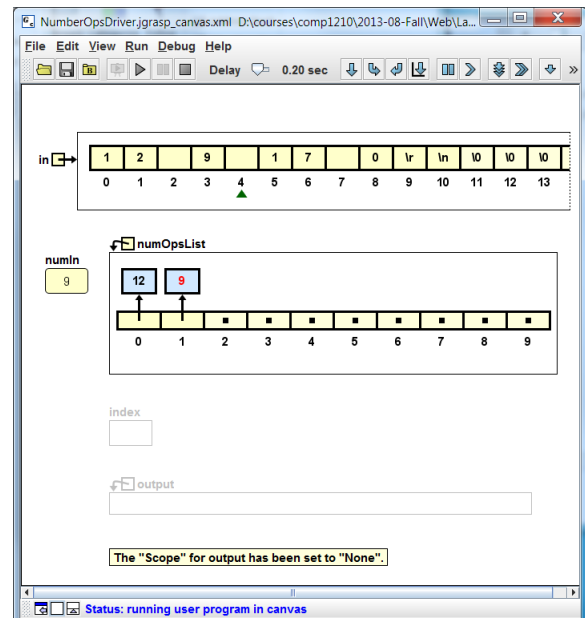 NumberOpsDriver.jgrasp_canvas.xml D:\courses\comp1210\2013-08-Fall\Web\La...
File Edit View Run Debug Help
Delay 0.20 sec »
in 1 2 9 1 7 0 \r \n \0 \0 \0
0 1 2 3 4 5 6 7 8 9 10 11 12 13
numOpsList
numIn
9
12 9
0 1 2 3 4 5 6 7 8 9
index
output
The "Scope" for output has been set to "None".
Status: running user program in canvas